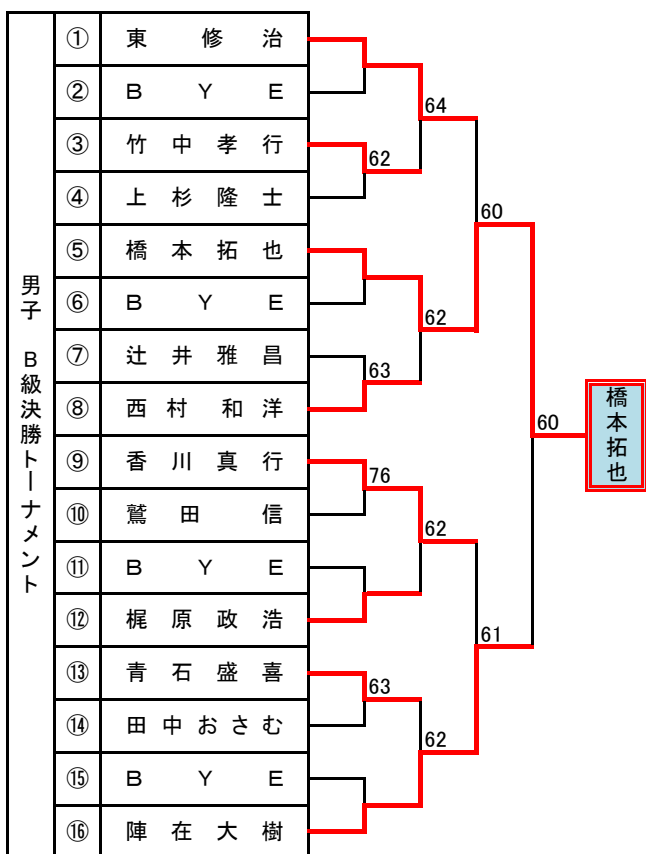 男子 B級決勝トーナメント
① 東 修 治
② B Y E
③ 竹 中 孝 行
④ 上 杉 隆 士
⑤ 橋 本 拓 也
⑥ B Y E
⑦ 辻 井 雅 昌
⑧ 西 村 和 洋
⑨ 香 川 真 行
⑩ 鷲 田 信
⑪ B Y E
⑫ 梶 原 政 浩
⑬ 青 石 盛 喜
⑭ 田 中 お さ む
⑮ B Y E
⑯ 陣 在 大 樹
62
63
76
63
64
62
62
62
60
61
60
橋本拓也